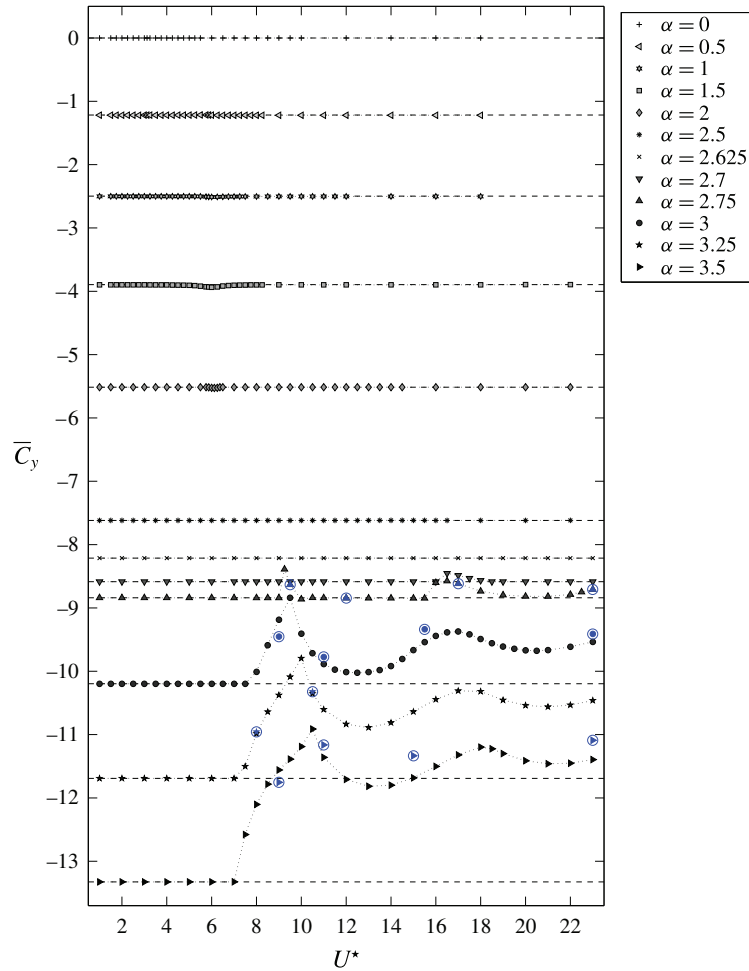 0
–1
–2
–3
–4
–5
–6
–7
–8
–9
–10
–11
–12
–13
C̅y
2 4 6 8 10 12 14 16 18 20 22
U⋆
α = 0
α = 0.5
α = 1
α = 1.5
α = 2
α = 2.5
α = 2.625
α = 2.7
α = 2.75
α = 3
α = 3.25
α = 3.5